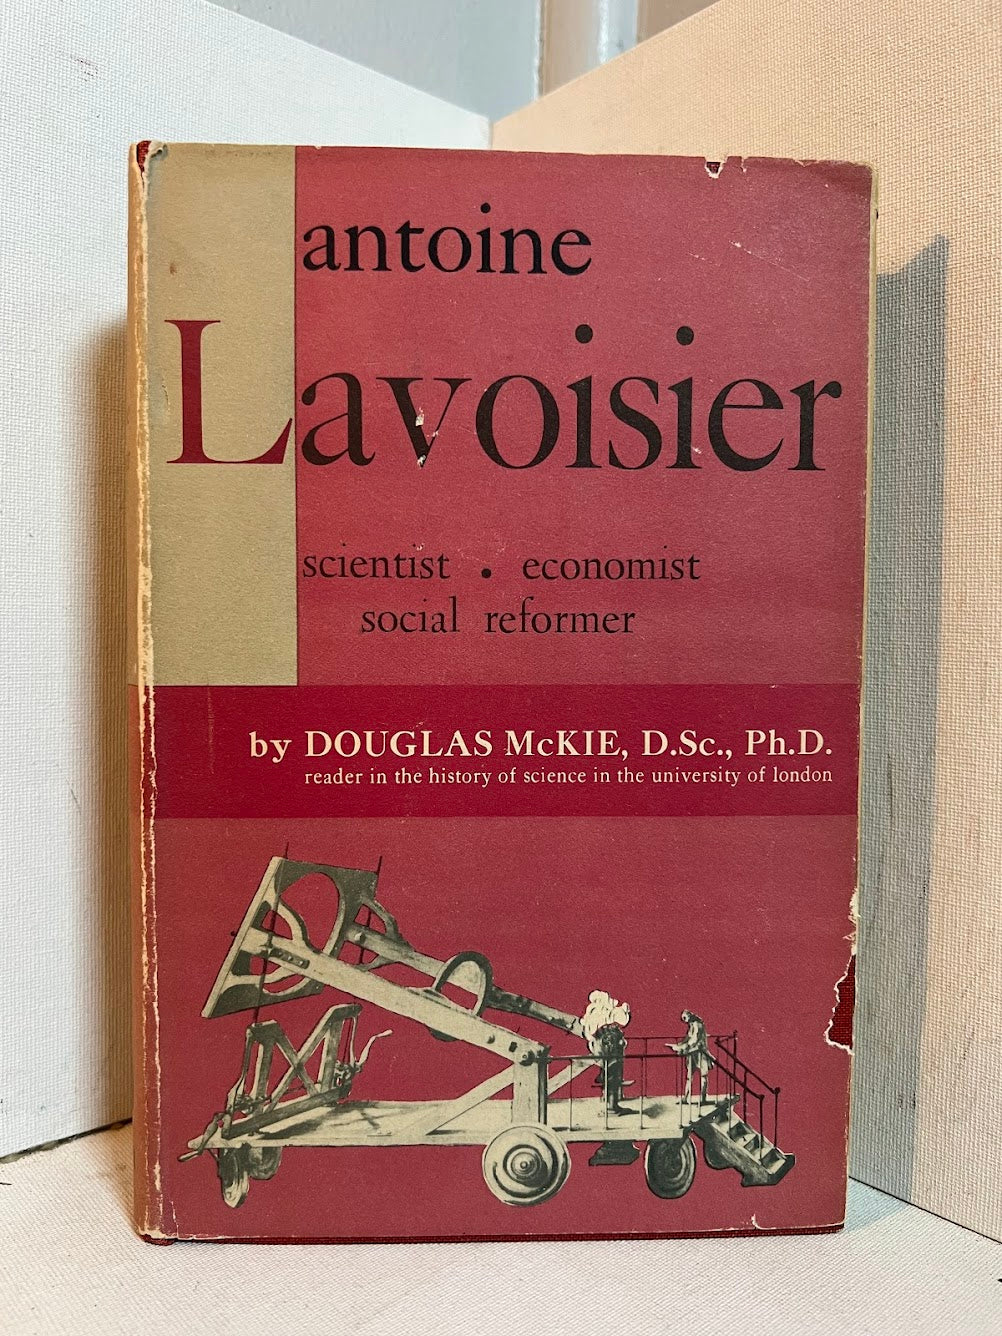 antoine
Lavoisier
scientist . economist
social reformer
by DOUGLAS McKIE, D.Sc., Ph.D.
reader in the history of science in the university of london